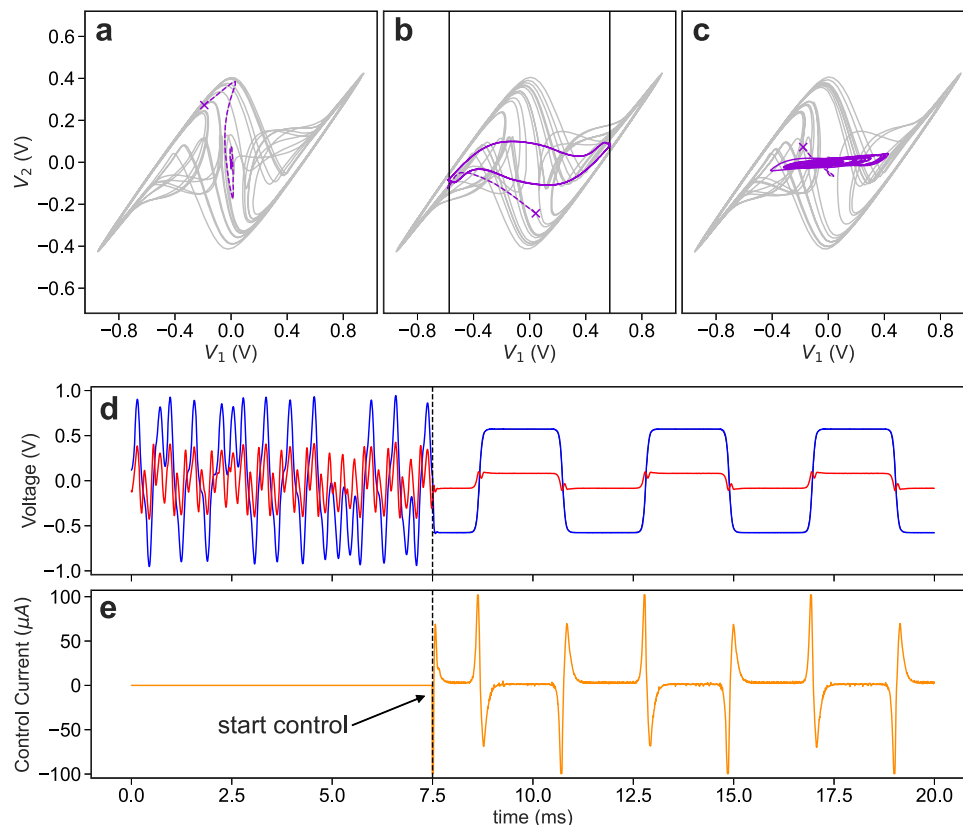 a
b
c
V₂ (V)
0.6
0.4
0.2
0.0
−0.2
−0.4
−0.6
−0.8 −0.4 0.0 0.4 0.8
−0.8 −0.4 0.0 0.4 0.8
−0.8 −0.4 0.0 0.4 0.8
V₁ (V)
V₁ (V)
V₁ (V)
d
Voltage (V)
1.0
0.5
0.0
−0.5
−1.0
e
Control Current (μA)
100
50
0
−50
−100
start control
0.0 2.5 5.0 7.5 10.0 12.5 15.0 17.5 20.0
time (ms)